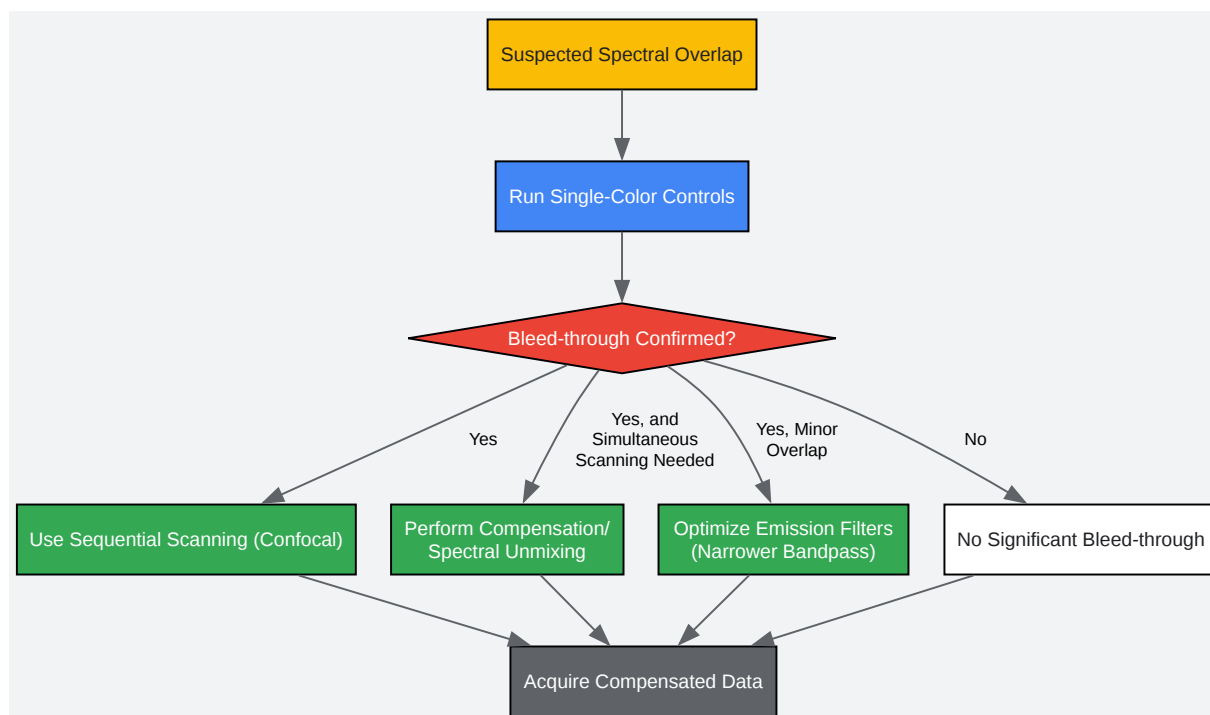 Suspected Spectral Overlap
Run Single-Color Controls
Bleed-through Confirmed?
Yes
Yes, and
Simultaneous
Scanning Needed
Yes, Minor
Overlap
No
Use Sequential Scanning (Confocal)
Perform Compensation/
Spectral Unmixing
Optimize Emission Filters
(Narrower Bandpass)
No Significant Bleed-through
Acquire Compensated Data